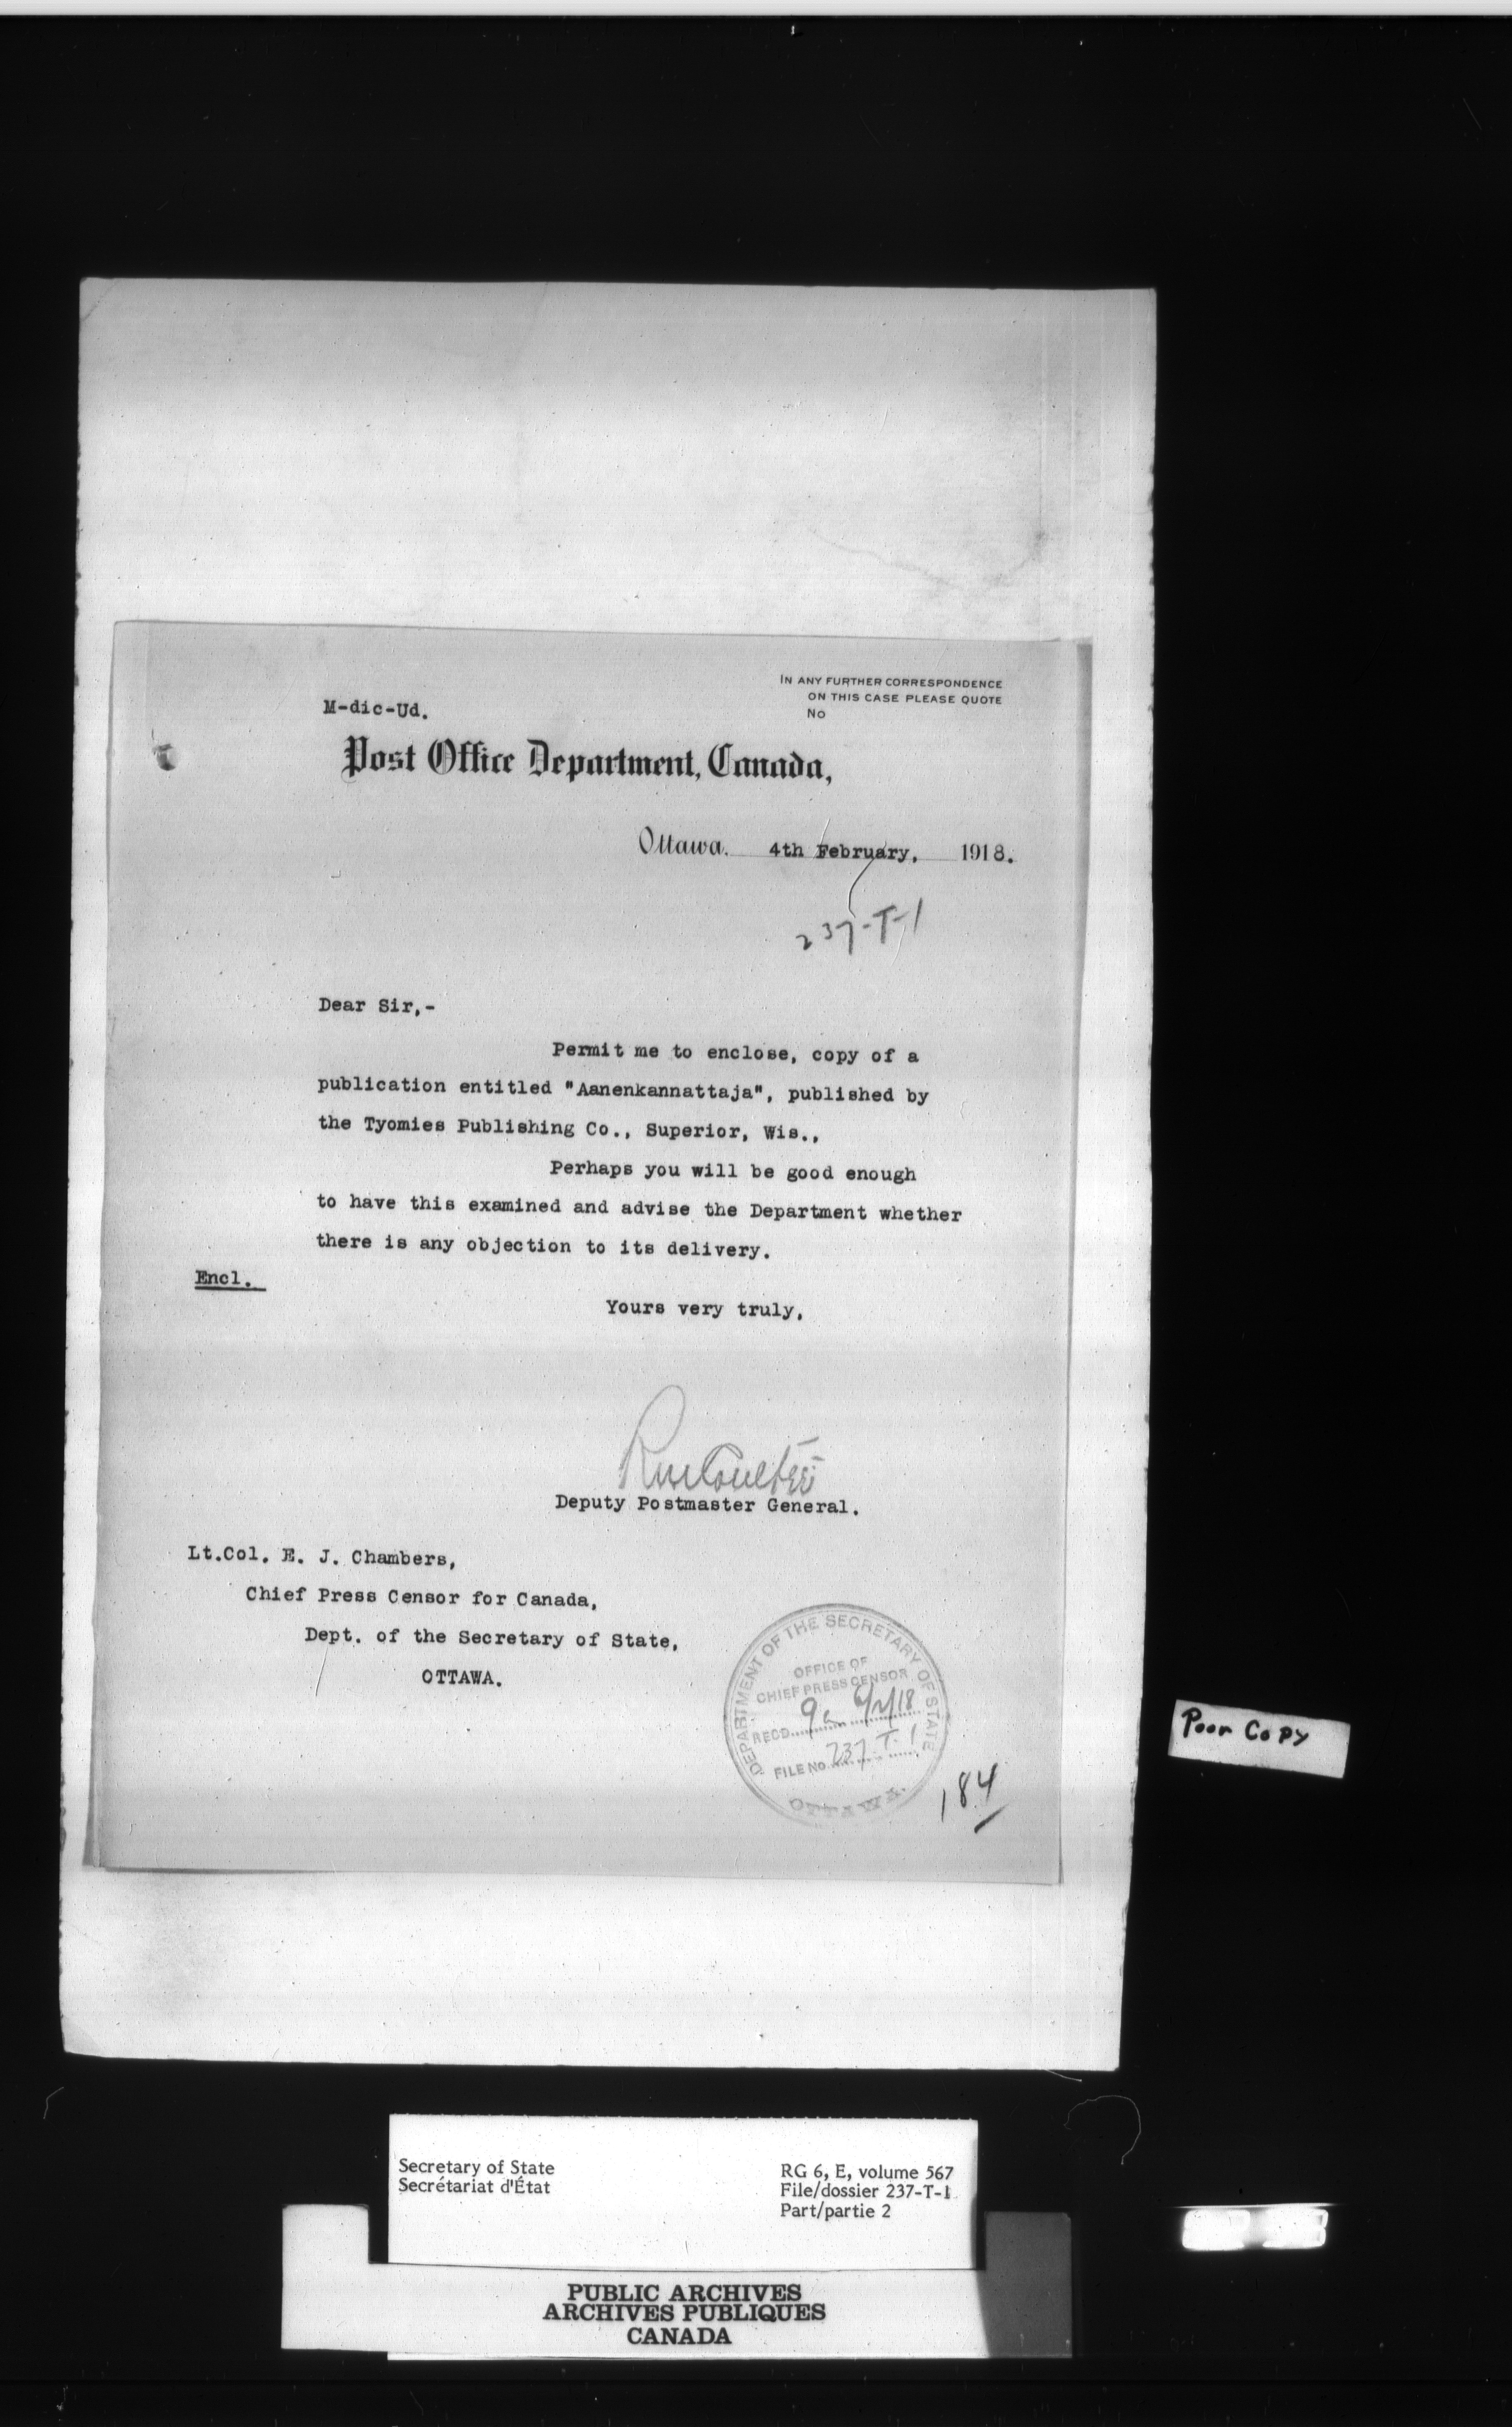 IN ANY FURTHER CORRESPONDENCE
ON THIS CASE PLEASE QUOTE
No
M-dic-Ud.
Post Office Department, Canada,
Ottawa. 4th February, 1918.
237-T-1
Dear Sir,-
Permit me to enclose, copy of a
publication entitled "Aanenkannattaja", published by
the Tyomies Publishing Co., Superior, Wis.,
Perhaps you will be good enough
to have this examined and advise the Department whether
there is any objection to its delivery.
Encl.
Yours very truly,
RmCoulter
Deputy Postmaster General.
Lt.Col. E. J. Chambers,
Chief Press Censor for Canada,
Dept. of the Secretary of State,
OTTAWA.
DEPARTMENT OF THE SECRETARY OF STATE
OFFICE OF
CHIEF PRESS CENSOR
RECD. 6/2/18
FILE No. 237-T-1
OTTAWA.
184
Poor Copy
Secretary of State
Secrétariat d'État
RG 6, E, volume 567
File/dossier 237-T-1
Part/partie 2
PUBLIC ARCHIVES
ARCHIVES PUBLIQUES
CANADA